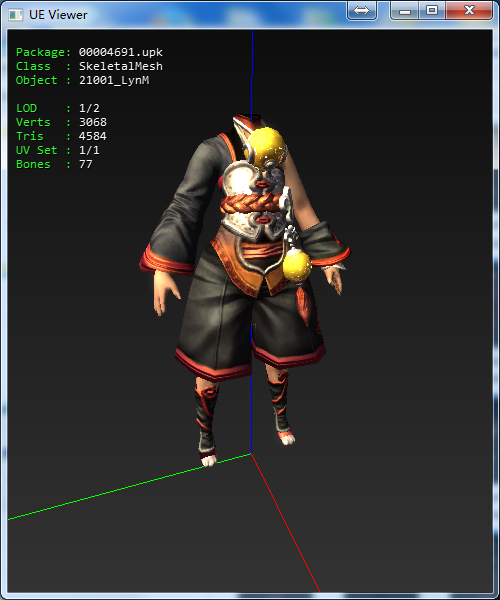 UE Viewer
Package: 00004691.upk
Class  : SkeletalMesh
Object : 21001_LynM
LOD    : 1/2
Verts  : 3068
Tris   : 4584
UV Set : 1/1
Bones  : 77